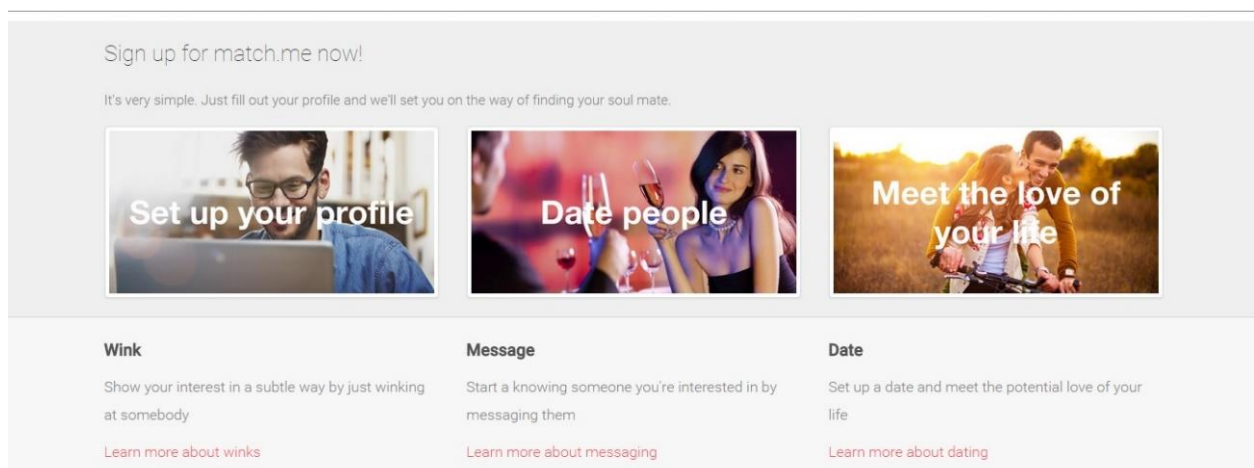 Sign up for match.me now!
It's very simple. Just fill out your profile and we'll set you on the way of finding your soul mate.
Set up your profile
Date people
Meet the love of
your life
Wink
Show your interest in a subtle way by just winking
at somebody
Learn more about winks
Message
Start a knowing someone you're interested in by
messaging them
Learn more about messaging
Date
Set up a date and meet the potential love of your
life
Learn more about dating